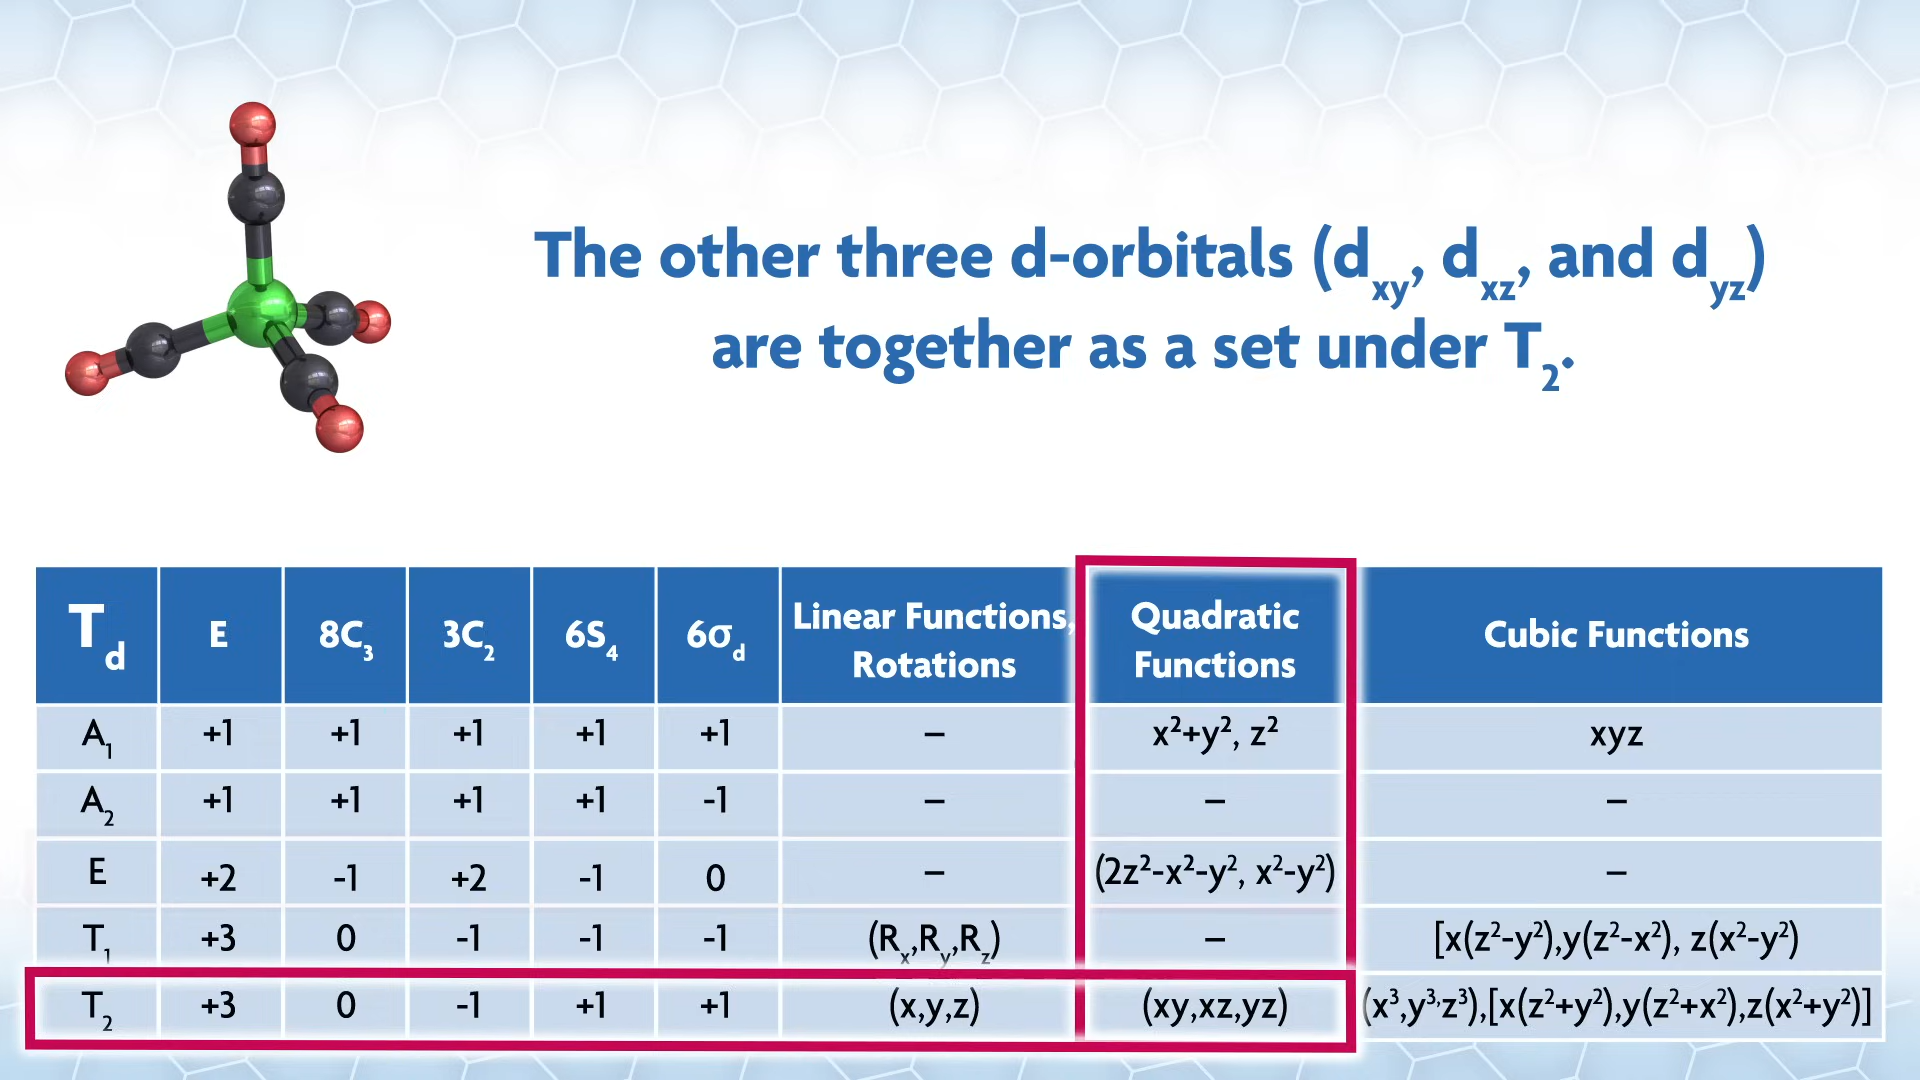 The other three d-orbitals (dxy, dxz, and dyz)
are together as a set under T2.
Td E 8C3 3C2 6S4 6σd Linear Functions, Rotations Quadratic Functions Cubic Functions
A1 +1 +1 +1 +1 +1 – x²+y², z² xyz
A2 +1 +1 +1 +1 -1 – – –
E +2 -1 +2 -1 0 – (2z²-x²-y², x²-y²) –
T1 +3 0 -1 -1 -1 (Rx,Ry,Rz) – [x(z²-y²),y(z²-x²), z(x²-y²)
T2 +3 0 -1 +1 +1 (x,y,z) (xy,xz,yz) (x³,y³,z³),[x(z²+y²),y(z²+x²),z(x²+y²)]